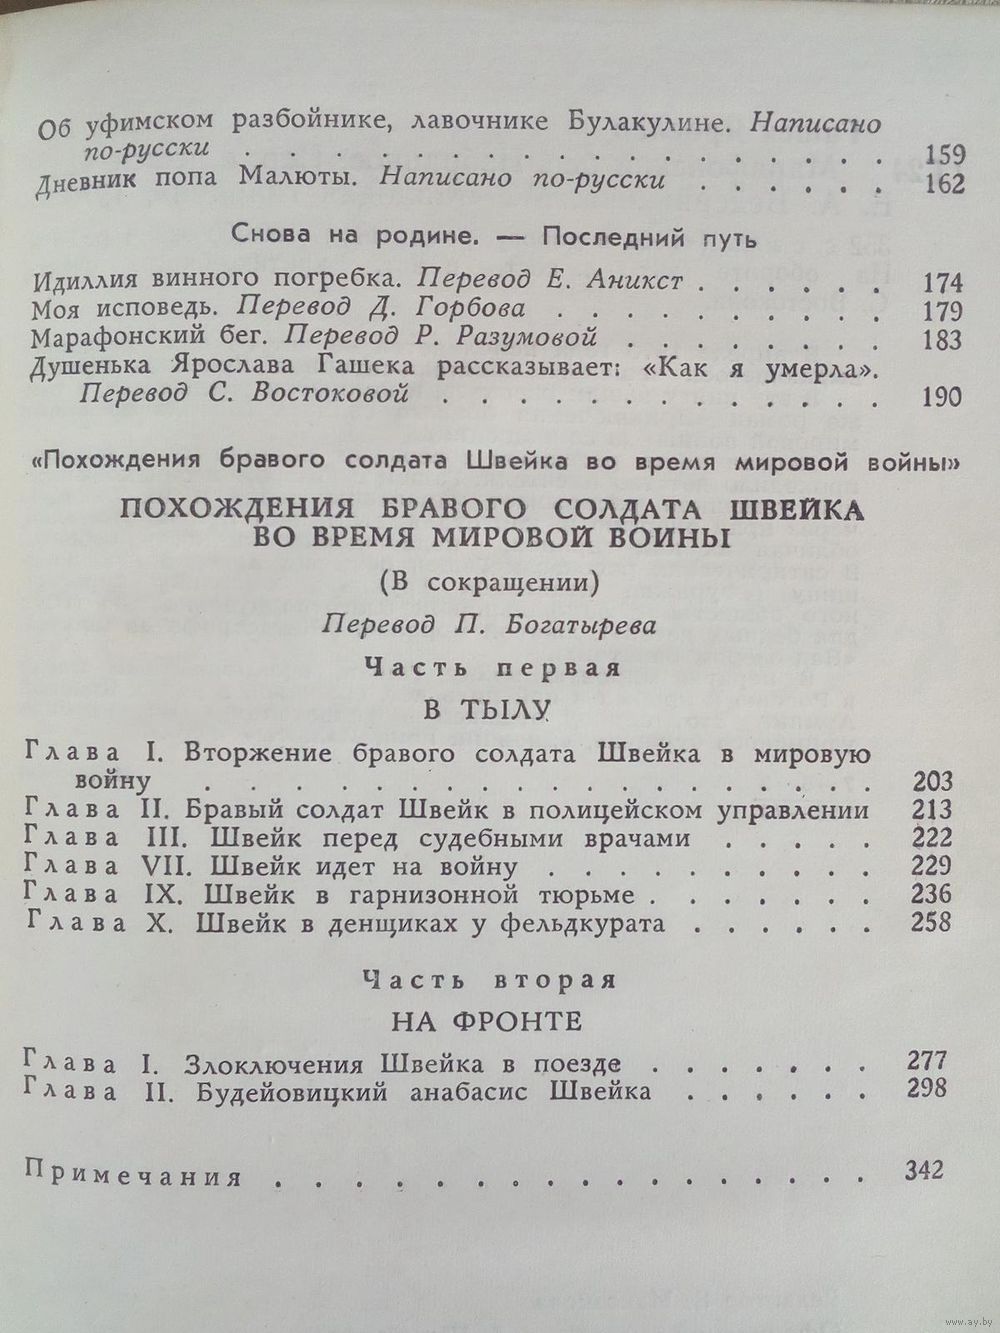 Об уфимском разбойнике, лавочнике Булакулине. Написано
по-русски . . . . . . . . . . . . . . . . . 159
Дневник попа Малюты. Написано по-русски . . . . . . 162
Снова на родине. — Последний путь
Идиллия винного погребка. Перевод Е. Аникст . . . . . . 174
Моя исповедь. Перевод Д. Горбова . . . . . . . . . . 179
Марафонский бег. Перевод Р. Разумовой . . . . . . . . 183
Душенька Ярослава Гашека рассказывает: «Как я умерла».
Перевод С. Востоковой . . . . . . . . . . . . 190
«Похождения бравого солдата Швейка во время мировой войны»
ПОХОЖДЕНИЯ БРАВОГО СОЛДАТА ШВЕЙКА
ВО ВРЕМЯ МИРОВОЙ ВОЙНЫ
(В сокращении)
Перевод П. Богатырева
Часть первая
В ТЫЛУ
Глава I. Вторжение бравого солдата Швейка в мировую
войну . . . . . . . . . . . . . . . . . . 203
Глава II. Бравый солдат Швейк в полицейском управлении 213
Глава III. Швейк перед судебными врачами . . . . . 222
Глава VII. Швейк идет на войну . . . . . . . . . . 229
Глава IX. Швейк в гарнизонной тюрьме . . . . . . . 236
Глава X. Швейк в денщиках у фельдкурата . . . . . . 258
Часть вторая
НА ФРОНТЕ
Глава I. Злоключения Швейка в поезде . . . . . . . 277
Глава II. Будейовицкий анабасис Швейка . . . . . . 298
Примечания . . . . . . . . . . . . . . . . 342
www.ay.by